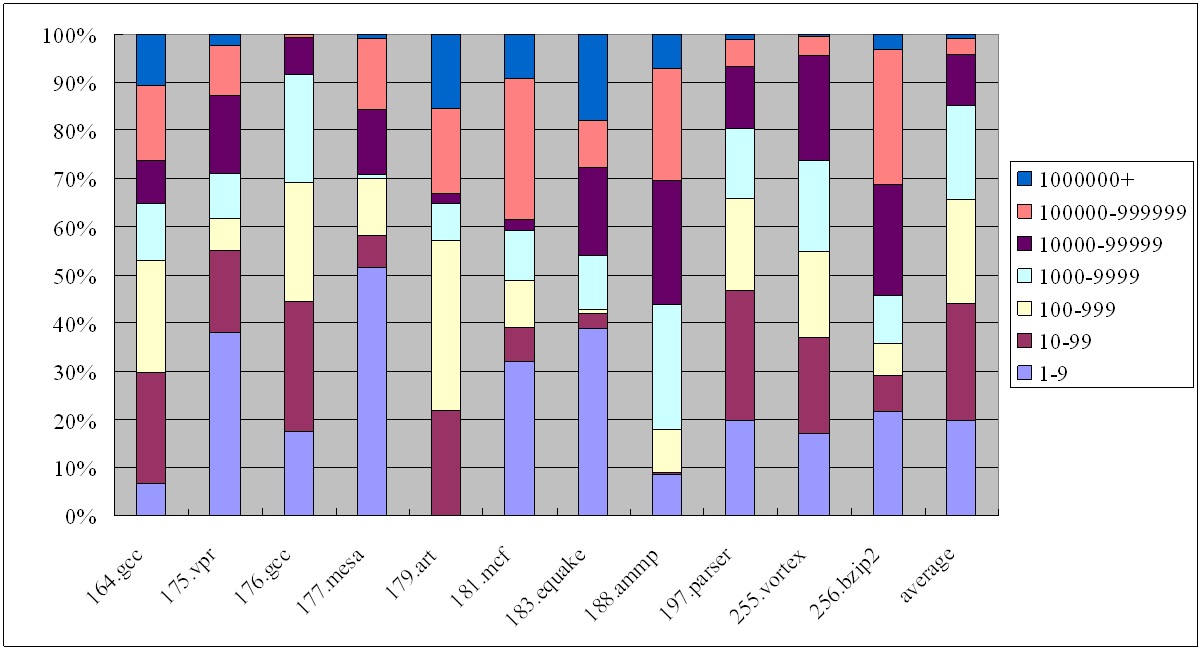 100%
90%
80%
70%
60%
50%
40%
30%
20%
10%
0%
164.gcc
175.vpr
176.gcc
177.mesa
179.art
181.mcf
183.equake
188.ammp
197.parser
255.vortex
256.bzip2
average
1000000+
100000-999999
10000-99999
1000-9999
100-999
10-99
1-9